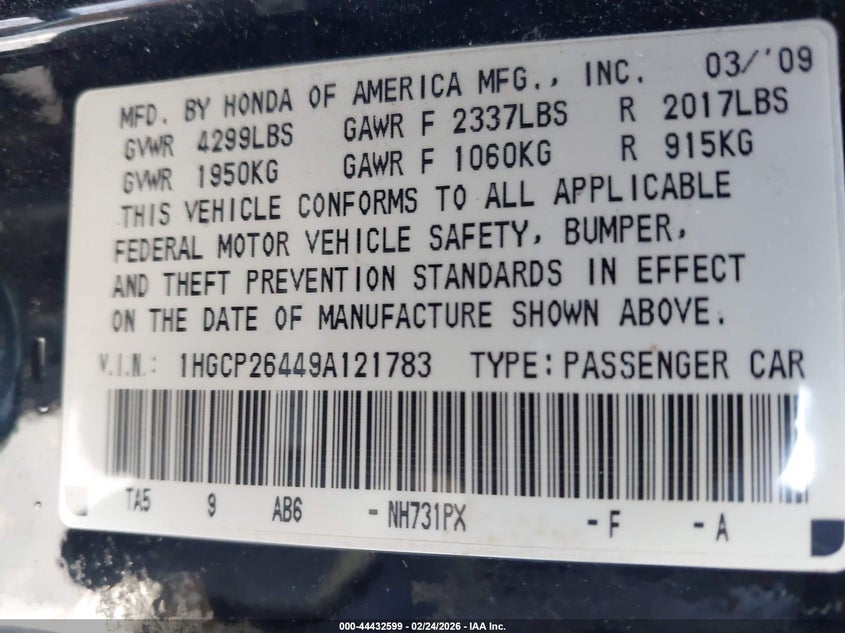 MFD. BY HONDA OF AMERICA MFG., INC. 03/'09
GVWR 4299LBS GAWR F 2337LBS R 2017LBS
GVWR 1950KG GAWR F 1060KG R 915KG
THIS VEHICLE CONFORMS TO ALL APPLICABLE
FEDERAL MOTOR VEHICLE SAFETY, BUMPER,
AND THEFT PREVENTION STANDARDS IN EFFECT
ON THE DATE OF MANUFACTURE SHOWN ABOVE.
V.I.N.: 1HGCP26449A121783 TYPE: PASSENGER CAR
TA5 9 AB6 - NH731PX - F - A
000-44432599 - 02/24/2026 - IAA Inc.